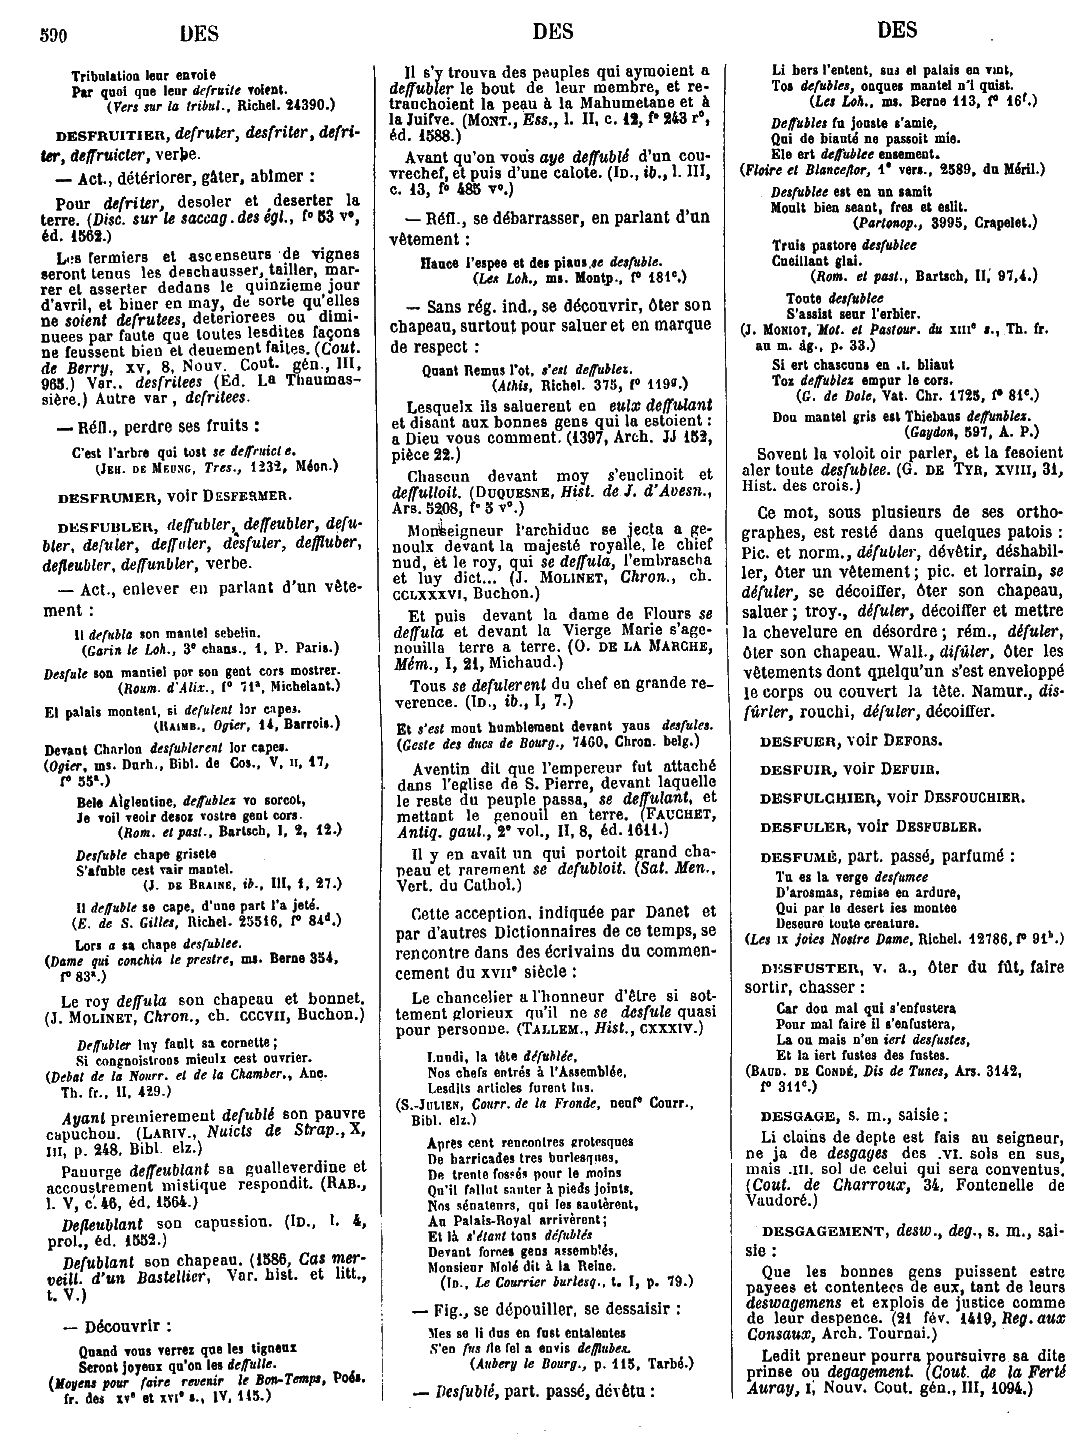 590 DES DES DES
Tribulation leur envoie
Par quoi que leur defruite voient.
(Vers sur la tribul., Richel. 24390.)
DESFRUITIER, defruter, desfriter, defri-
ter, deffruicter, verbe.
— Act., détériorer, gâter, abîmer :
Pour defriter, desoler et deserter la
terre. (Disc. sur le saccag. des égl., f° 53 v°,
éd. 1562.)
Les fermiers et ascenseurs de vignes
seront tenus les deschausser, tailler, mar-
rer et asserter dedans le quinzieme jour
d'avril, et biner en may, de sorte qu'elles
ne soient defrutees, deteriorees ou dimi-
nuees par faute que toutes lesdites façons
ne feussent bien et deuement faites. (Cout.
de Berry, XV, 8, Nouv. Cout. gén., III,
965.) Var., desfritees (Ed. La Thaumas-
sière.) Autre var, defritees.
— Réfl., perdre ses fruits :
C'est l'arbre qui tost se deffruicte.
(JEH. DE MEUNG, Tres., 1232, Méon.)
DESFRUMER, voir DESFERMER.
DESFUBLER, deffubler, deffeubler, defu-
bler, defuler, deffuler, desfuler, deffluber,
defleubler, deffunbler, verbe.
— Act., enlever en parlant d'un vête-
ment :
Il defubla son mantel sebelin.
(Garin le Loh., 3e chans., 1, P. Paris.)
Desfule son mantiel por son gent cors mostrer.
(Roum. d'Alix., f° 71a, Michelant.)
El palais montent, si defulent lor capes.
(RAIMB., Ogier, 14, Barrois.)
Devant Charlon desfublerent lor capes.
(Ogier, ms. Durh., Bibl. de Cos., V, II, 17,
f° 55a.)
Bele Aiglentine, deffublez vo sorcot,
Je voil veoir desoz vostre gent cors.
(Rom. et past., Bartsch, I, 2, 12.)
Desfuble chape grisete
S'afuble cest vair mantel.
(J. DE BRAINE, ib., III, 1, 27.)
Il deffuble se cape, d'une part l'a jeté.
(E. de S. Gilles, Richel. 25516, f° 84d.)
Lors a sa chape desfublee.
(Dame qui conchia le prestre, ms. Berne 354,
f° 83a.)
Le roy deffula son chapeau et bonnet.
(J. MOLINET, Chron., ch. CCCVII, Buchon.)
Deffubler luy fault sa cornette ;
Si congnoistrons mieulx cest ouvrier.
(Debat de la Nourr. et de la Chamber., Anc.
Th. fr., II, 429.)
Ayant premierement defublé son pauvre
capuchon. (LARIV., Nuicts de Strap., X,
III, p. 248, Bibl. elz.)
Panurge deffeublant sa gualleverdine et
accoustrement mistique respondit. (RAB.,
l. V, c. 46, éd. 1564.)
Defleublant son capussion. (ID., l. 4,
prol., éd. 1552.)
Defublant son chapeau. (1586, Cas mer-
veill. d'un Bastellier, Var. hist. et litt.,
t. V.)
— Découvrir :
Quand vous verrez que les tigneux
Seront joyeux qu'on les deffulle.
(Moyens pour faire revenir le Bon-Temps, Poés.
fr. des XVe et XVIe s., IV, 145.)
Il s'y trouva des peuples qui aymoient a
deffubler le bout de leur membre, et re-
tranchoient la peau à la Mahumetane et à
la Juifve. (MONT., Ess., l. II, c. 12, f° 243 r°,
éd. 1588.)
Avant qu'on vous aye deffublé d'un cou-
vrechef, et puis d'une calote. (ID., ib., l. III,
c. 13, f° 485 v°.)
— Réfl., se débarrasser, en parlant d'un
vêtement :
Hauce l'espee et des piaus se desfuble.
(Les Loh., ms. Montp., f° 181c.)
— Sans rég. ind., se découvrir, ôter son
chapeau, surtout pour saluer et en marque
de respect :
Quant Remus l'ot, s'est deffublez.
(Athis, Richel. 375, f° 119g.)
Lesquelx ils saluerent en eulx deffulant
et disant aux bonnes gens qui la estoient :
a Dieu vous comment. (1397, Arch. JJ 152,
pièce 22.)
Chascun devant moy s'enclinoit et
deffulloit. (DUQUESNE, Hist. de J. d'Avesn.,
Ars. 5208, f° 5 v°.)
Monseigneur l'archiduc se jecta a ge-
noulx devant la majesté royalle, le chief
nud, et le roy, qui se deffula, l'embrascha
et luy dict... (J. MOLINET, Chron., ch.
CCLXXXVI, Buchon.)
Et puis devant la dame de Flours se
deffula et devant la Vierge Marie s'age-
nouilla terre a terre. (O. DE LA MARCHE,
Mém., I, 21, Michaud.)
Tous se defulerent du chef en grande re-
verence. (ID., ib., I, 7.)
Et s'est mont humblement devant yaus desfules.
(Geste des ducs de Bourg., 7460, Chron. belg.)
Aventin dit que l'empereur fut attaché
dans l'eglise de S. Pierre, devant laquelle
le reste du peuple passa, se deffulant, et
mettant le genouil en terre. (FAUCHET,
Antiq. gaul., 2e vol., II, 8, éd. 1611.)
Il y en avait un qui portoit grand cha-
peau et rarement se defubloit. (Sat. Men.,
Vert. du Cathol.)
Cette acception, indiquée par Danet et
par d'autres Dictionnaires de ce temps, se
rencontre dans des écrivains du commen-
cement du XVIIe siècle :
Le chancelier a l'honneur d'être si sot-
tement glorieux qu'il ne se desfule quasi
pour personne. (TALLEM., Hist., CXXXIV.)
Lundi, la tête défublée,
Nos chefs entrés à l'Assemblée,
Lesdits articles furent lus.
(S.-JULIEN, Courr. de la Fronde, neufe Courr.,
Bibl. elz.)
Apres cent rencontres grotesques
De barricades tres burlesques,
De trente fossés pour le moins
Qu'il fallut sauter à pieds joints,
Nos sénateurs, qui les sautèrent,
Au Palais-Royal arrivèrent ;
Et là s'étant tous défublés
Devant fornes gens assemblés,
Monsieur Molé dit à la Reine.
(ID., Le Courrier burlesq., t. I, p. 79.)
— Fig., se dépouiller, se dessaisir :
Mes se li dus en fust entalentes
S'en fus de fel a envis deffubez.
(Aubery le Bourg., p. 115, Tarbé.)
— Desfublé, part. passé, dévêtu :
Li bers l'entent, sus el palais en vint,
Tos defubles, onques mantel n'i quist.
(Les Loh., ms. Berne 113, f° 16f.)
Deffubles fu jouste s'amie,
Qui de biauté ne passoit mie.
Ele ert deffublee ensement.
(Floire et Blanceflor, 1e vers., 2589, du Méril.)
Desfublee est en un samit
Moult bien seant, fres et eslit.
(Partonop., 3995, Crapelet.)
Truis pastore desfublee
Cueillant glai.
(Rom. et past., Bartsch, II, 97,4.)
Toute desfublee
S'assist seur l'erbier.
(J. MONIOT, Mot. et Pastour. du XIIIe s., Th. fr.
au m. âg., p. 33.)
Si ert chascuns en .I. bliaut
Toz deffublez empur le cors.
(G. de Dole, Vat. Chr. 1725, f° 81c.)
Dou mantel gris est Thiebaus deffunblez.
(Gaydon, 597, A. P.)
Sovent la voloit oir parler, et la fesoient
aler toute desfublee. (G. DE TYR, XVIII, 31,
Hist. des crois.)
Ce mot, sous plusieurs de ses ortho-
graphes, est resté dans quelques patois :
Pic. et norm., défubler, dévêtir, déshabil-
ler, ôter un vêtement ; pic. et lorrain, se
défuler, se décoiffer, ôter son chapeau,
saluer ; troy., défuler, décoiffer et mettre
la chevelure en désordre ; rém., défuler,
ôter son chapeau. Wall., difûler, ôter les
vêtements dont quelqu'un s'est enveloppé
le corps ou couvert la tête. Namur., dis-
fûrler, rouchi, défuler, décoiffer.
DESFUER, voir DEFORS.
DESFUIR, voir DEFUIR.
DESFULCHIER, voir DESFOUCHIER.
DESFULER, voir DESFUBLER.
DESFUMÉ, part. passé, parfumé :
Tu es la verge desfumee
D'arosmas, remise en ardure,
Qui par le desert ies montee
Deseure toute creature.
(Les IX joies Nostre Dame, Richel. 12786, f° 91b.)
DESFUSTER, v. a., ôter du fût, faire
sortir, chasser :
Car dou mal qui s'enfustera
Pour mal faire il s'enfustera,
La ou mais n'en iert desfustes,
Et la iert fustes des fustes.
(BAUD. DE CONDÉ, Dis de Tunes, Ars. 3142,
f° 311c.)
DESGAGE, s. m., saisie :
Li clains de depte est fais au seigneur,
ne ja de desgages des .VI. sols en sus,
mais .III. sol de celui qui sera conventus.
(Cout. de Charroux, 34, Fontenelle de
Vaudoré.)
DESGAGEMENT, desw., deg., s. m., sai-
sie :
Que les bonnes gens puissent estre
payees et contentees de eux, tant de leurs
deswagemens et explois de justice comme
de leur despence. (21 fév. 1419, Reg. aux
Consaux, Arch. Tournai.)
Ledit preneur pourra poursuivre sa dite
prinse ou degagement. (Cout. de la Ferté
Auray, I, Nouv. Cout. gén., III, 1094.)